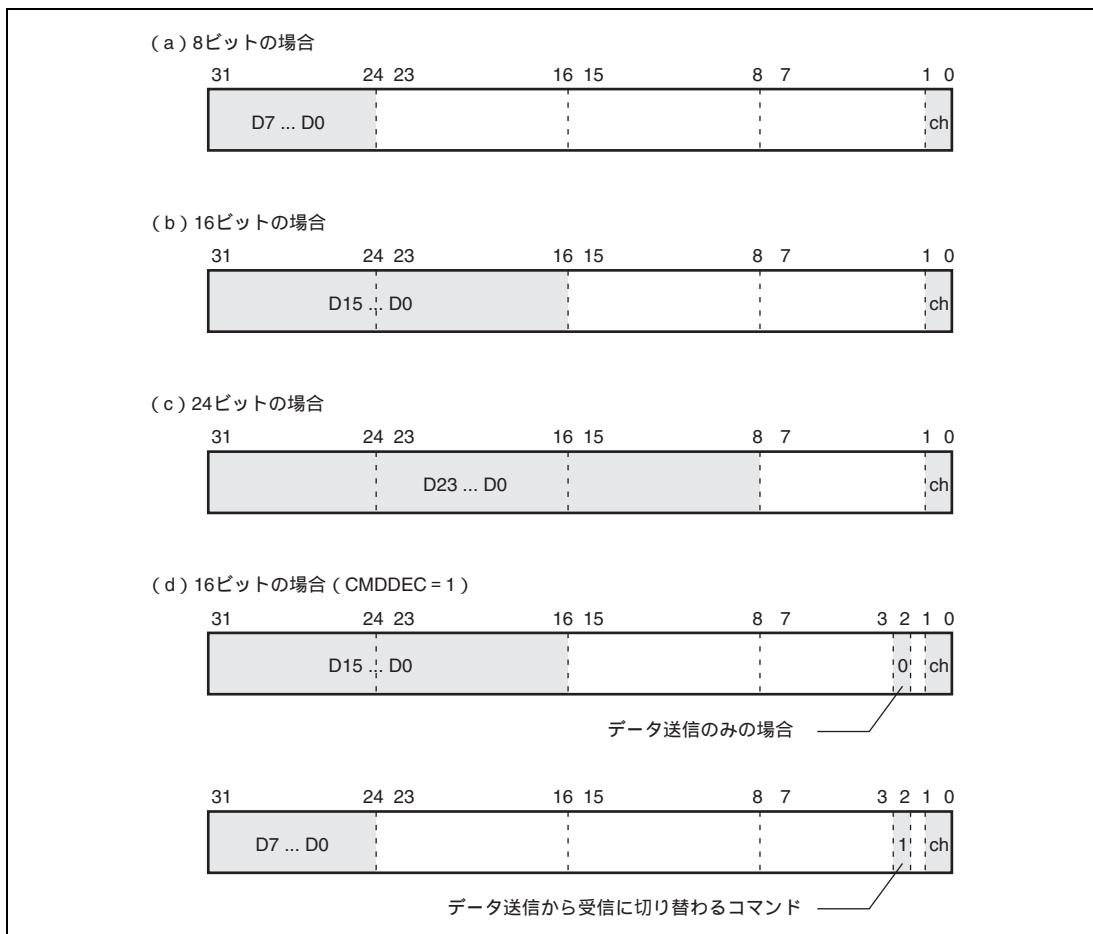 (a)8ビットの場合
31 24 23 16 15 8 7 1 0
D7 ... D0 ch
(b)16ビットの場合
31 24 23 16 15 8 7 1 0
D15 ... D0 ch
(c)24ビットの場合
31 24 23 16 15 8 7 1 0
D23 ... D0 ch
(d)16ビットの場合(CMDDEC = 1)
31 24 23 16 15 8 7 3 2 1 0
D15 ... D0 0 ch
データ送信のみの場合
31 24 23 16 15 8 7 3 2 1 0
D7 ... D0 1 ch
データ送信から受信に切り替わるコマンド